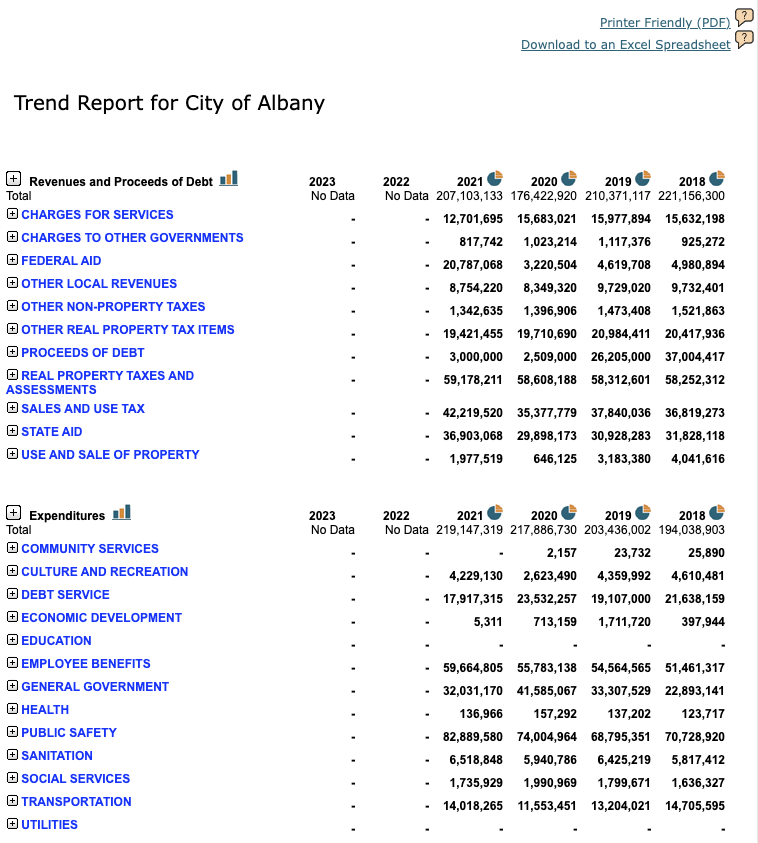 Printer Friendly (PDF) ?
Download to an Excel Spreadsheet ?
Trend Report for City of Albany
+ Revenues and Proceeds of Debt 2023 2022 2021 2020 2019 2018
Total No Data No Data 207,103,133 176,422,920 210,371,117 221,156,300
+ CHARGES FOR SERVICES - - 12,701,695 15,683,021 15,977,894 15,632,198
+ CHARGES TO OTHER GOVERNMENTS - - 817,742 1,023,214 1,117,376 925,272
+ FEDERAL AID - - 20,787,068 3,220,504 4,619,708 4,980,894
+ OTHER LOCAL REVENUES - - 8,754,220 8,349,320 9,729,020 9,732,401
+ OTHER NON-PROPERTY TAXES - - 1,342,635 1,396,906 1,473,408 1,521,863
+ OTHER REAL PROPERTY TAX ITEMS - - 19,421,455 19,710,690 20,984,411 20,417,936
+ PROCEEDS OF DEBT - - 3,000,000 2,509,000 26,205,000 37,004,417
+ REAL PROPERTY TAXES AND - - 59,178,211 58,608,188 58,312,601 58,252,312
ASSESSMENTS
+ SALES AND USE TAX - - 42,219,520 35,377,779 37,840,036 36,819,273
+ STATE AID - - 36,903,068 29,898,173 30,928,283 31,828,118
+ USE AND SALE OF PROPERTY - - 1,977,519 646,125 3,183,380 4,041,616
+ Expenditures 2023 2022 2021 2020 2019 2018
Total No Data No Data 219,147,319 217,886,730 203,436,002 194,038,903
+ COMMUNITY SERVICES - - - 2,157 23,732 25,890
+ CULTURE AND RECREATION - - 4,229,130 2,623,490 4,359,992 4,610,481
+ DEBT SERVICE - - 17,917,315 23,532,257 19,107,000 21,638,159
+ ECONOMIC DEVELOPMENT - - 5,311 713,159 1,711,720 397,944
+ EDUCATION - - - - - -
+ EMPLOYEE BENEFITS - - 59,664,805 55,783,138 54,564,565 51,461,317
+ GENERAL GOVERNMENT - - 32,031,170 41,585,067 33,307,529 22,893,141
+ HEALTH - - 136,966 157,292 137,202 123,717
+ PUBLIC SAFETY - - 82,889,580 74,004,964 68,795,351 70,728,920
+ SANITATION - - 6,518,848 5,940,786 6,425,219 5,817,412
+ SOCIAL SERVICES - - 1,735,929 1,990,969 1,799,671 1,636,327
+ TRANSPORTATION - - 14,018,265 11,553,451 13,204,021 14,705,595
+ UTILITIES - - - - - -